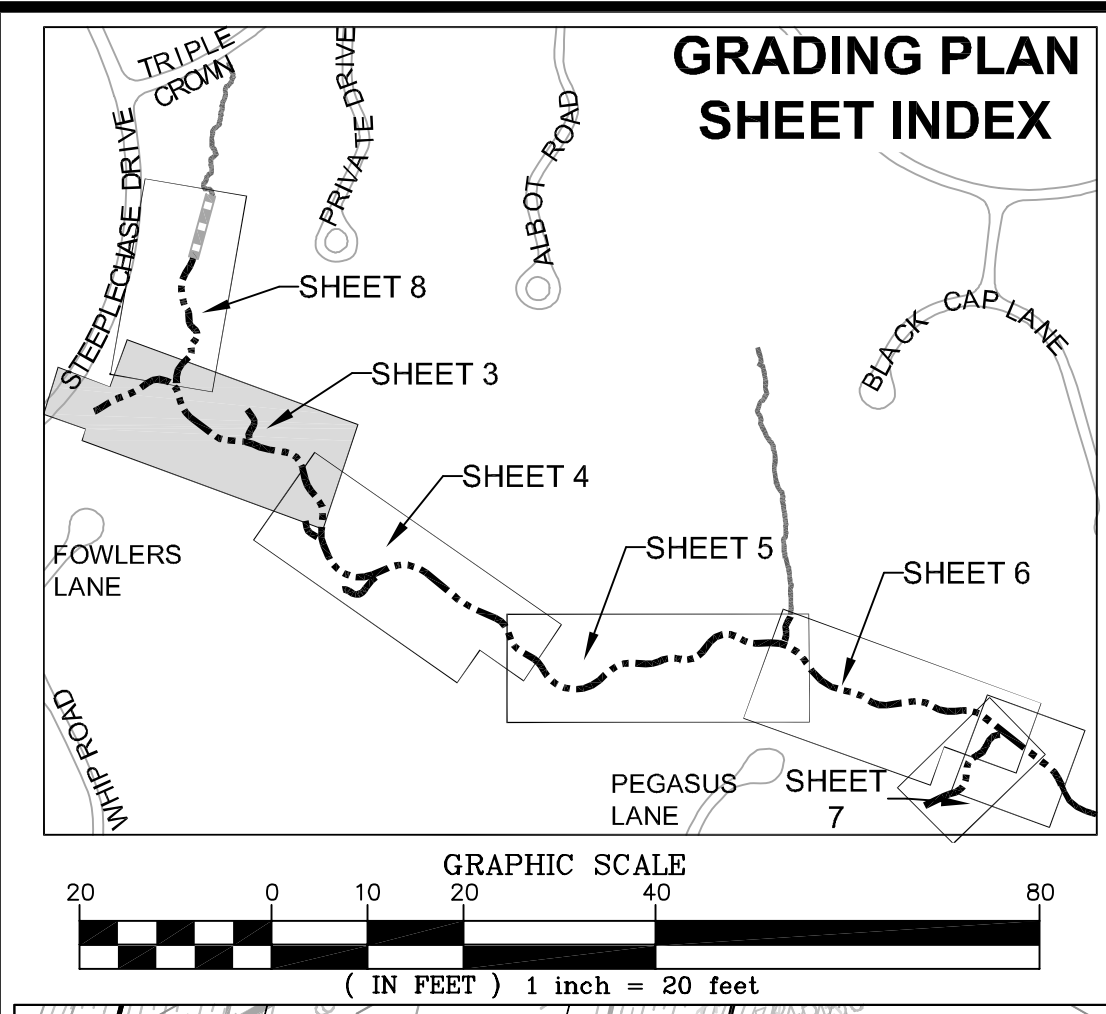 GRADING PLAN
SHEET INDEX
TRIPLE
CROWN
PRIVATE DRIVE
ALBOT ROAD
STEEPLECHASE DRIVE
SHEET 8
BLACK CAP LANE
SHEET 3
SHEET 4
SHEET 5
FOWLERS
LANE
SHEET 6
WHIP ROAD
PEGASUS
LANE
SHEET
7
GRAPHIC SCALE
20 0 10 20 40 80
( IN FEET ) 1 inch = 20 feet